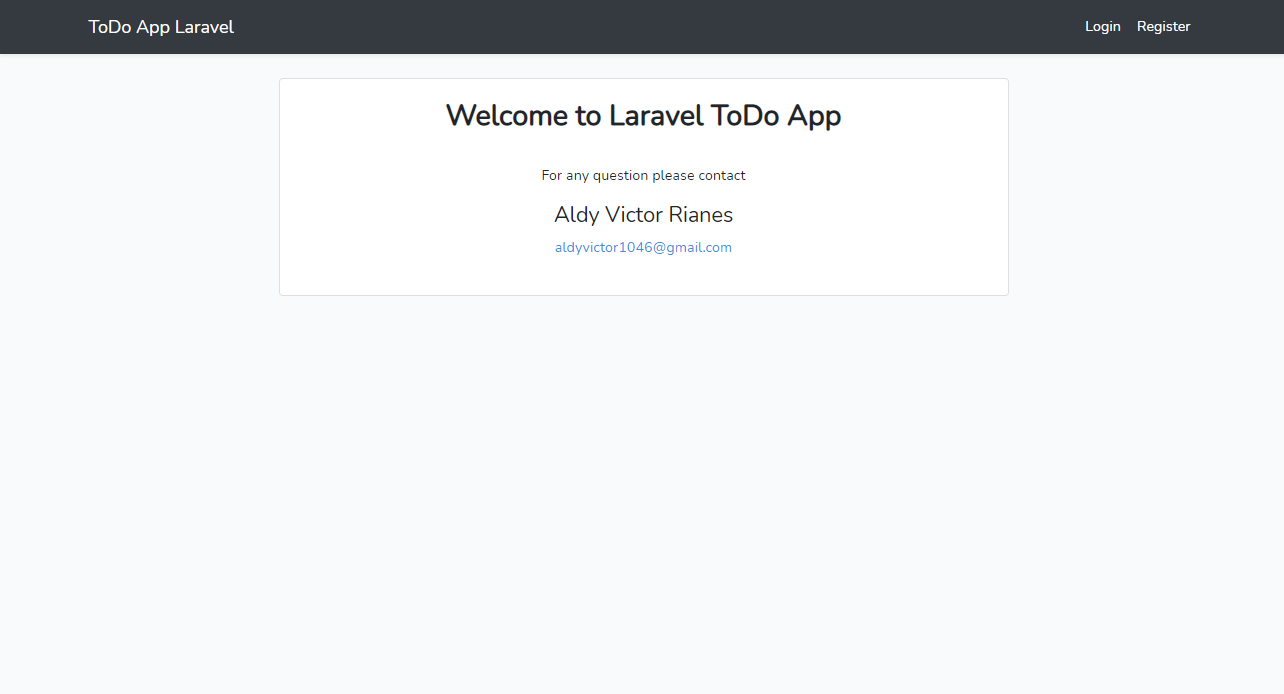 ToDo App Laravel
Login Register
Welcome to Laravel ToDo App
For any question please contact
Aldy Victor Rianes
aldyvictor1046@gmail.com